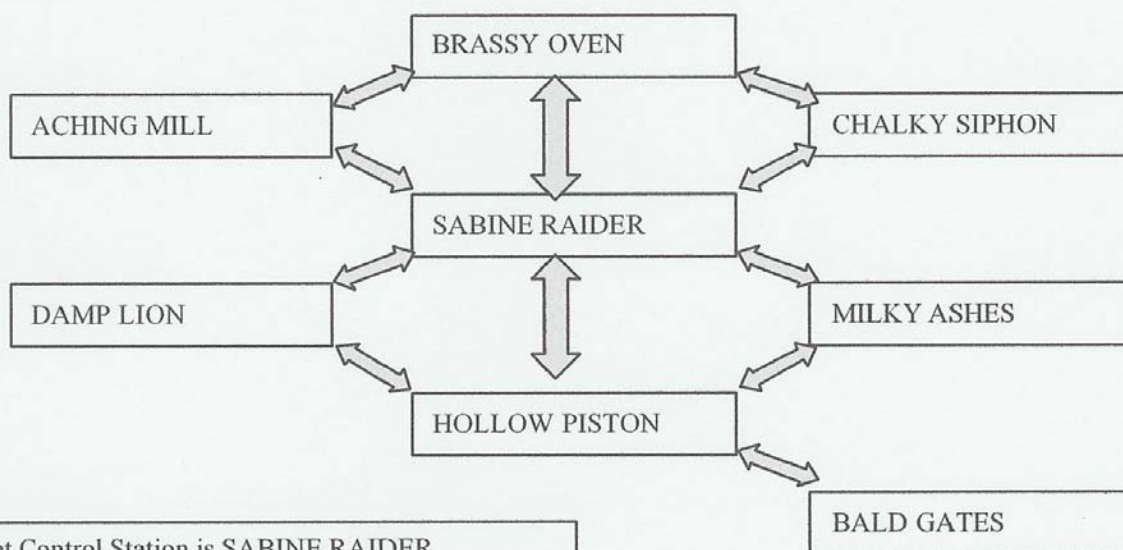 BRASSY OVEN
ACHING MILL
CHALKY SIPHON
SABINE RAIDER
DAMP LION
MILKY ASHES
HOLLOW PISTON
BALD GATES
Control Station is SABINE RAIDER